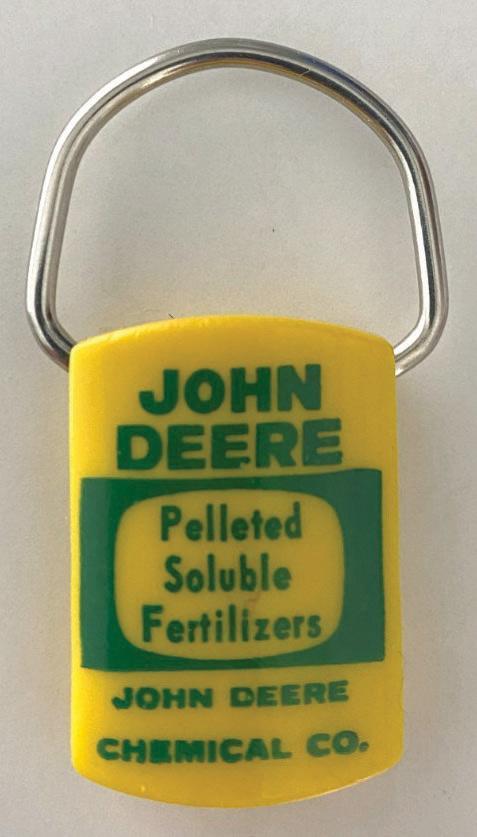 JOHN
DEERE
Pelleted
Soluble
Fertilizers
JOHN DEERE
CHEMICAL CO.